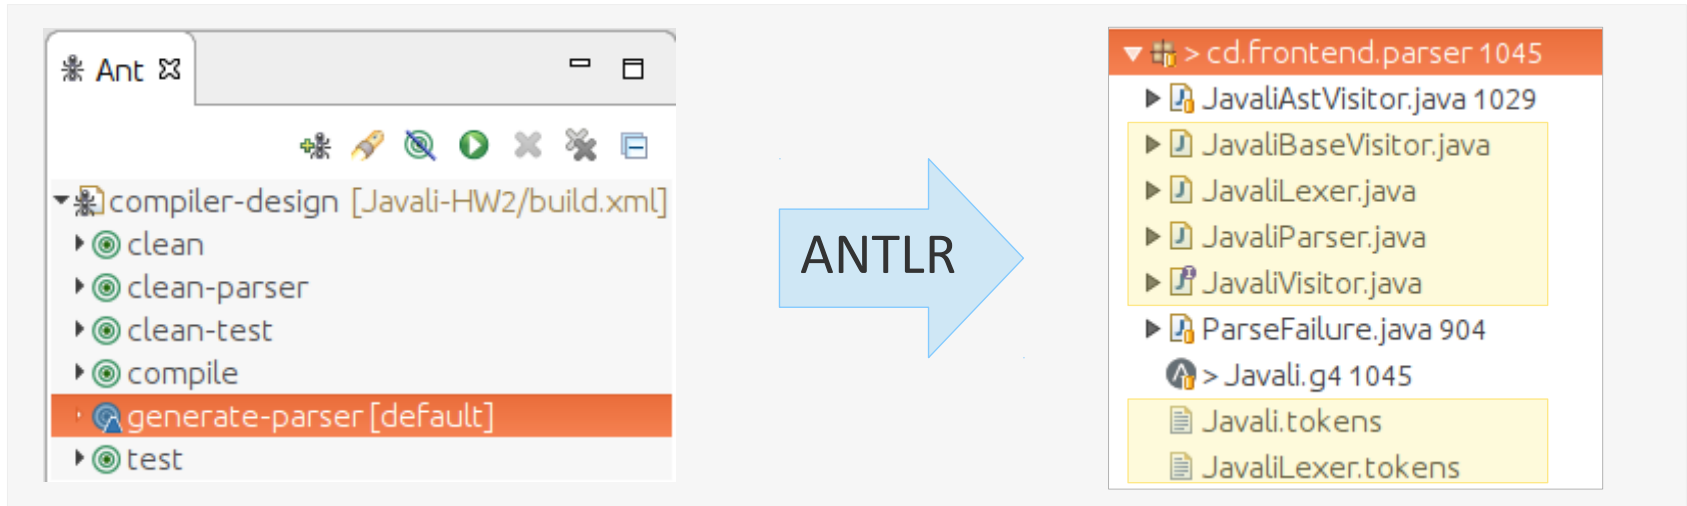 Ant
compiler-design [Javali-HW2/build.xml]
clean
clean-parser
clean-test
compile
generate-parser [default]
test
ANTLR
> cd.frontend.parser 1045
JavaliAstVisitor.java 1029
JavaliBaseVisitor.java
JavaliLexer.java
JavaliParser.java
JavaliVisitor.java
ParseFailure.java 904
> Javali.g4 1045
Javali.tokens
JavaliLexer.tokens